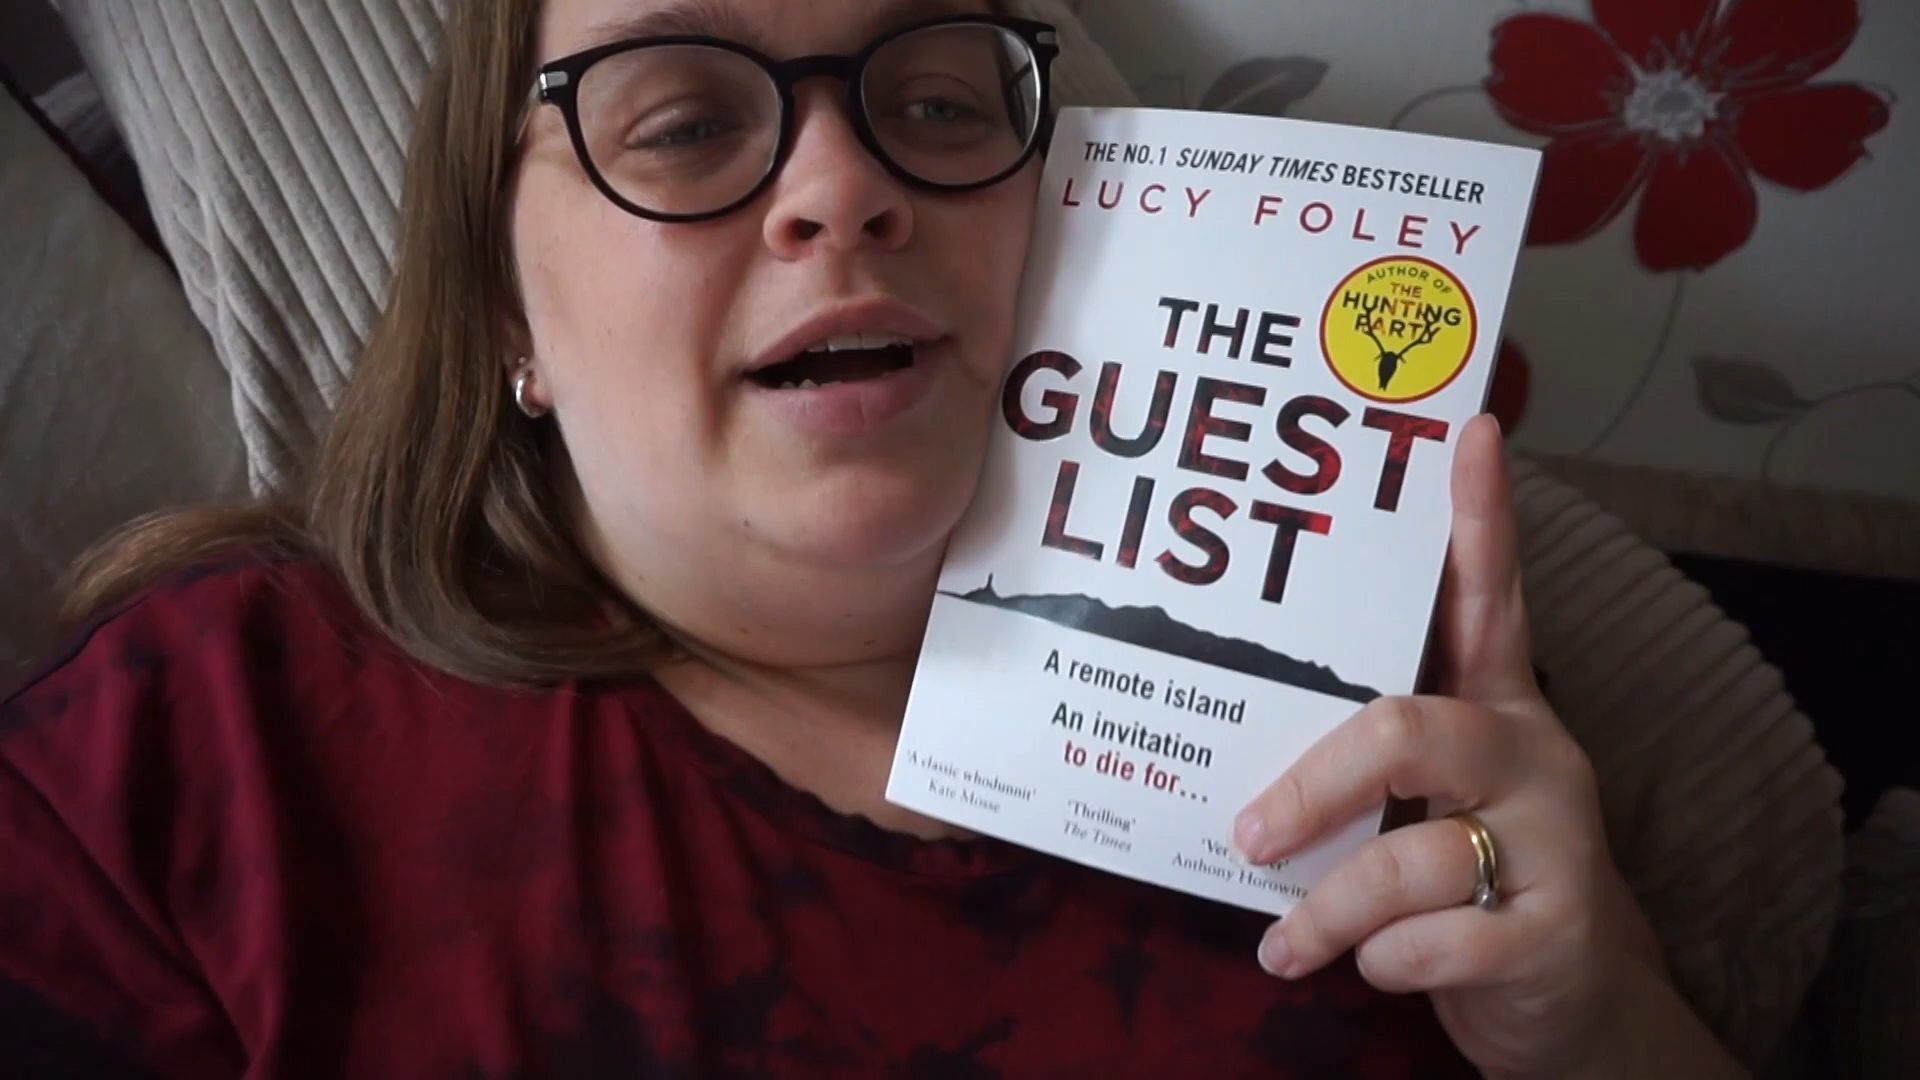 THE NO.1 SUNDAY TIMES BESTSELLER
LUCY FOLEY
AUTHOR OF
THE
HUNTING
PARTY
THE
GUEST
LIST
A remote island
An invitation
to die for...
'A classic whodunnit'
Kate Mosse
'Thrilling'
The Times
Anthony Horowitz